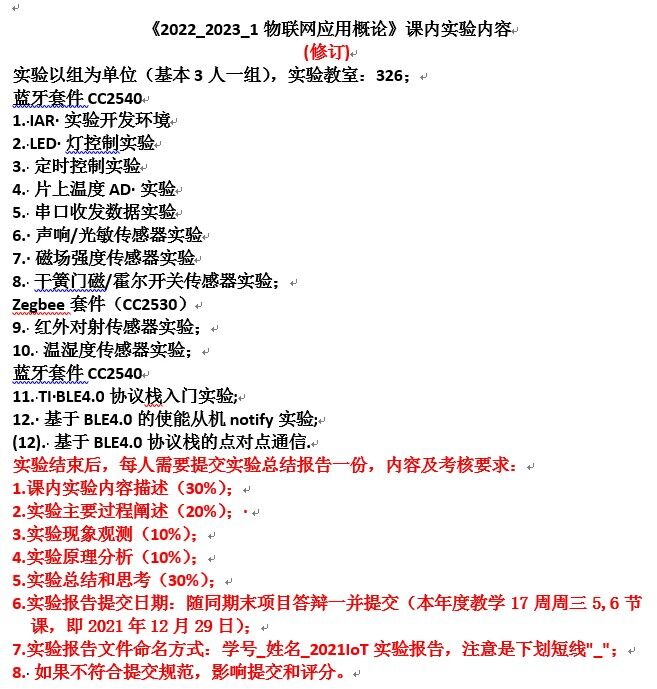 《2022_2023_1 物联网应用概论》课内实验内容
(修订)
实验以组为单位（基本 3 人一组），实验教室：326；
蓝牙套件 CC2540
1. IAR 实验开发环境
2. LED 灯控制实验
3. 定时控制实验
4. 片上温度 AD 实验
5. 串口收发数据实验
6. 声响/光敏传感器实验
7. 磁场强度传感器实验
8. 干簧门磁/霍尔开关传感器实验；
Zegbee 套件（CC2530）
9. 红外对射传感器实验；
10. 温湿度传感器实验；
蓝牙套件 CC2540
11. TI BLE4.0 协议栈入门实验;
12. 基于 BLE4.0 的使能从机 notify 实验;
(12). 基于 BLE4.0 协议栈的点对点通信.
实验结束后，每人需要提交实验总结报告一份，内容及考核要求：
1.课内实验内容描述（30%）；
2.实验主要过程阐述（20%）；
3.实验现象观测（10%）；
4.实验原理分析（10%）；
5.实验总结和思考（30%）；
6.实验报告提交日期：随同期末项目答辩一并提交（本年度教学 17 周周三 5,6 节
课，即 2021 年 12 月 29 日）；
7.实验报告文件命名方式：学号_姓名_2021IoT 实验报告，注意是下划短线"_"；
8. 如果不符合提交规范，影响提交和评分。